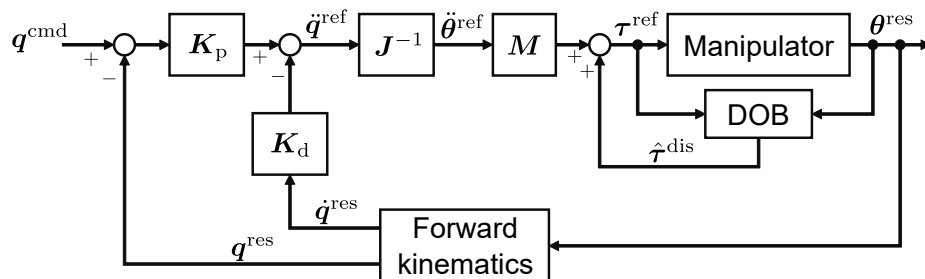 q^cmd
+
−
K_p
+
−
q̈^ref
J^−1
θ̈^ref
M
+
+
τ^ref
Manipulator
θ^res
DOB
τ̂^dis
K_d
q̇^res
q^res
Forward
kinematics